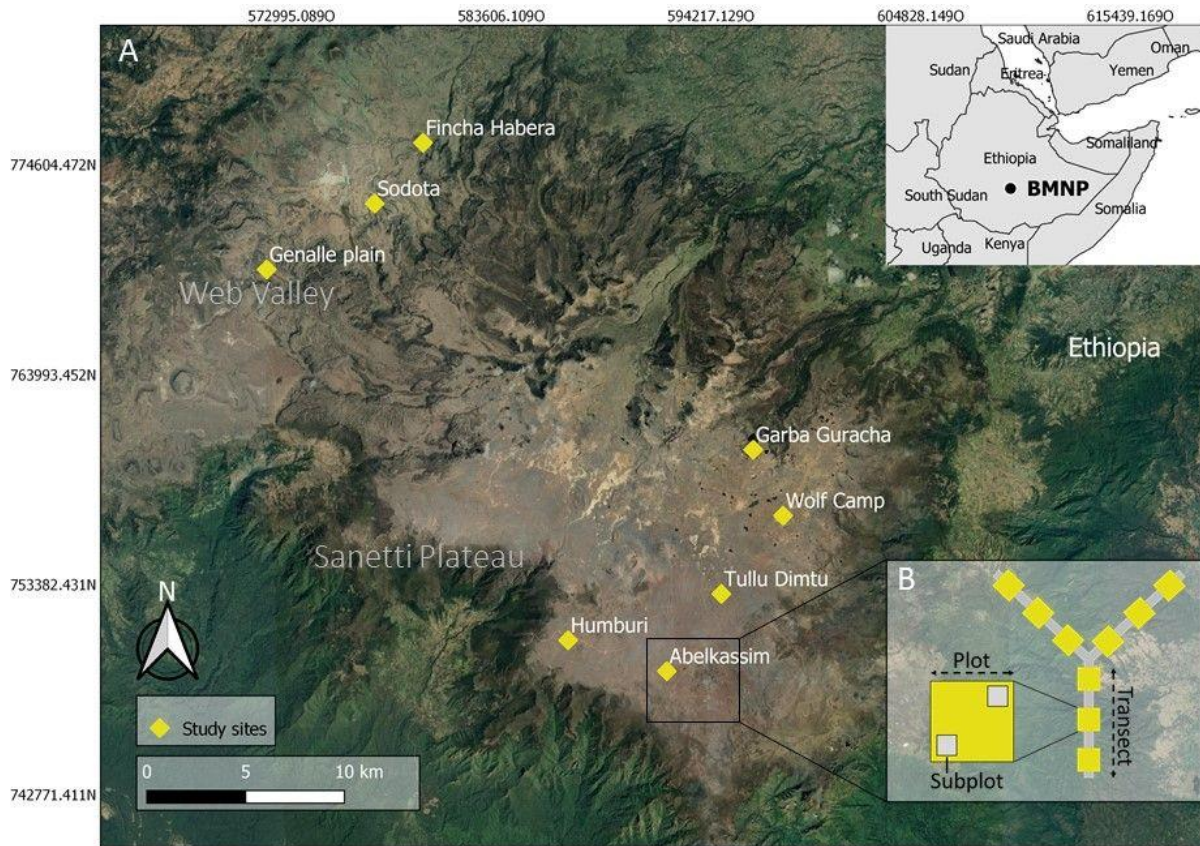 572995.089O
583606.109O
594217.129O
604828.149O
615439.169O
A
Saudi Arabia
Oman
Sudan
Eritrea
Yemen
Fincha Habera
774604.472N
Somaliland
Ethiopia
Sodota
BMNP
South Sudan
Somalia
Uganda
Kenya
Genalle plain
Web Valley
Ethiopia
763993.452N
Garba Guracha
Wolf Camp
Sanetti Plateau
Tullu Dimtu
753382.431N
B
N
Humburi
Abelkassim
Plot
Transect
Study sites
Subplot
0
5
10 km
742771.411N